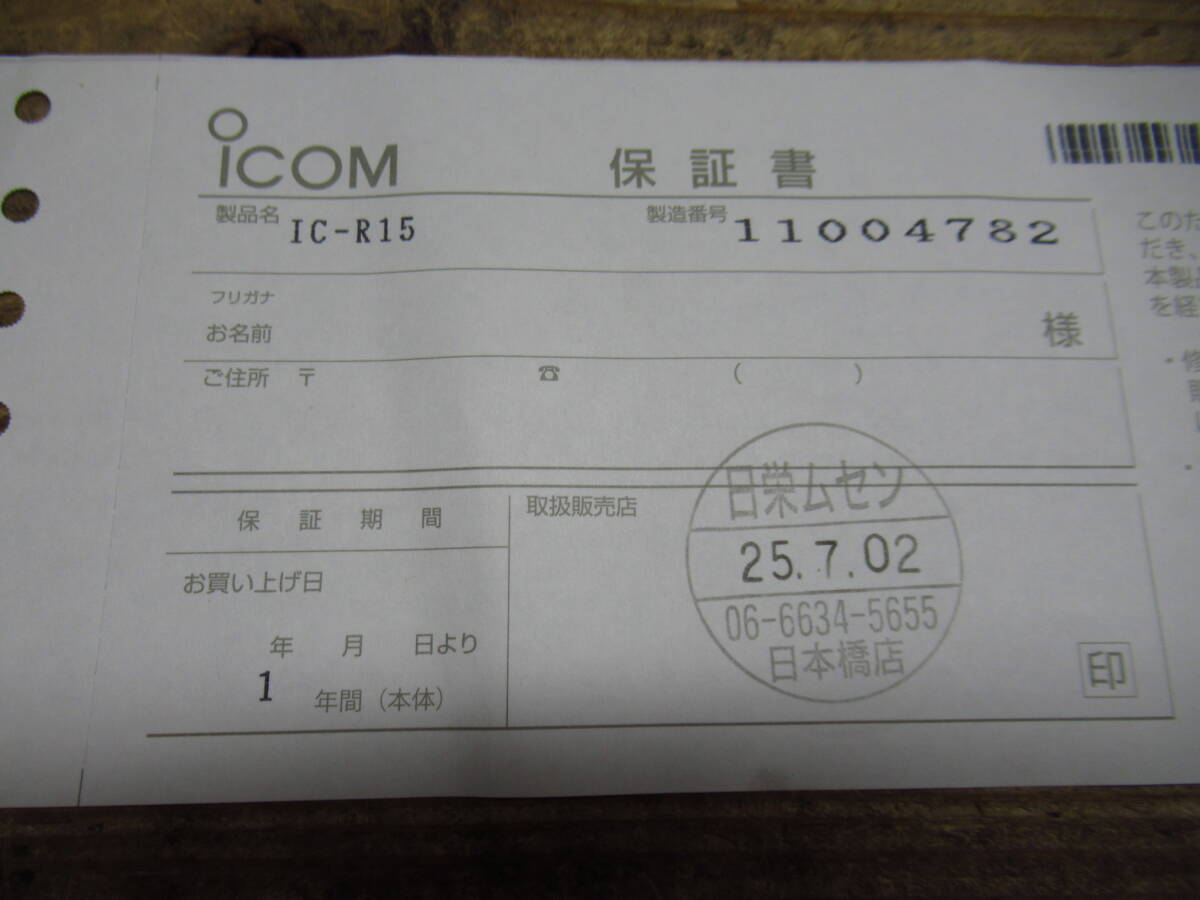 iCOM 保証書
製品名 IC-R15 製造番号 11004782
フリガナ
お名前 様
ご住所 〒 ☎ ( )
保証期間
お買い上げ日
年 月 日より
1 年間（本体）
取扱販売店
日栄ムセン
25.7.02
06-6634-5655
日本橋店
印
このた
だき、
本製品
を経
・修